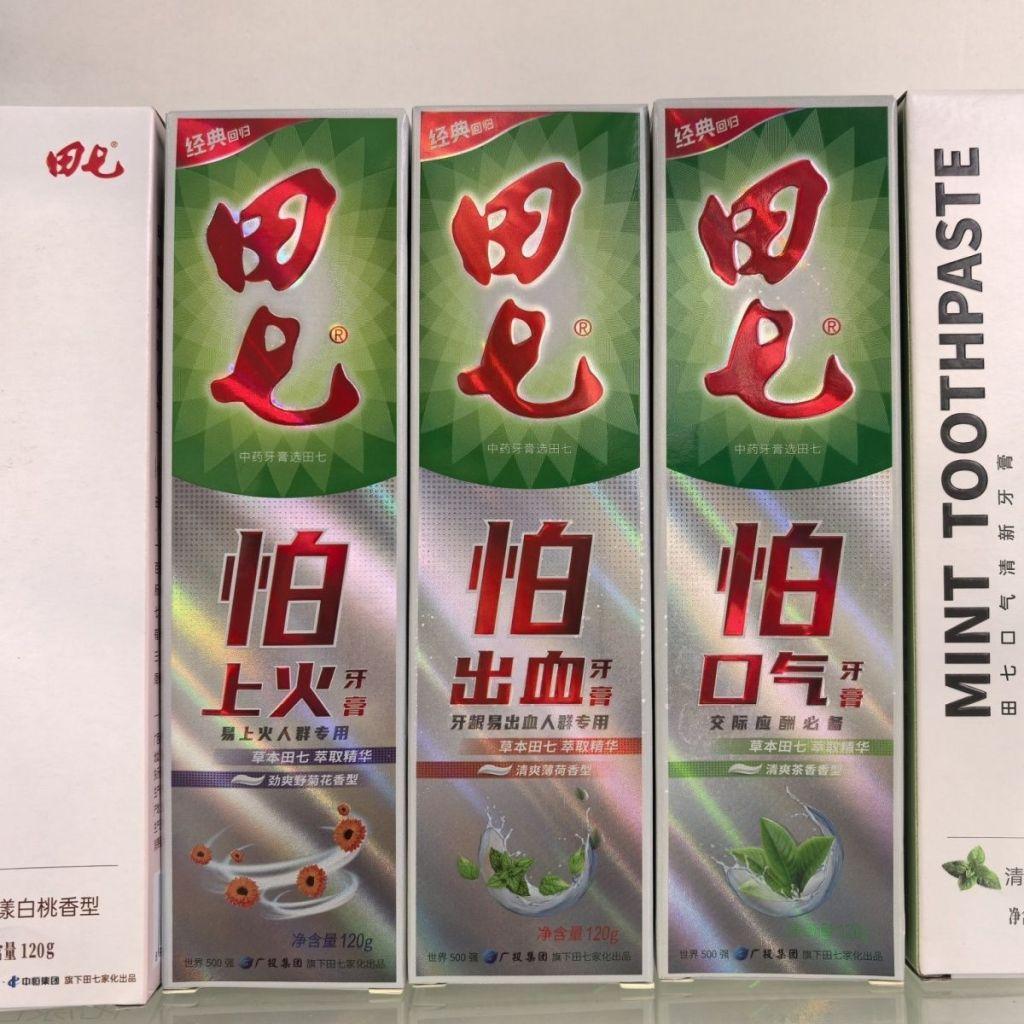 田七®
漾白桃香型
含量 120g
中恒集团 旗下田七家化出品
经典回归
田七®
中药牙膏选田七
怕
上火牙膏
易上火人群专用
草本田七 萃取精华
劲爽野菊花香型
净含量120g
世界500强 广投集团 旗下田七家化出品
经典回归
田七®
中药牙膏选田七
怕
出血牙膏
牙龈易出血人群专用
草本田七 萃取精华
清爽薄荷香型
净含量120g
世界500强 广投集团 旗下田七家化出品
经典回归
田七®
中药牙膏选田七
怕
口气牙膏
交际应酬必备
草本田七 萃取精华
清爽茶香香型
净含量120g
世界500强 广投集团 旗下田七家化出品
MINT TOOTHPASTE
田七口气清新牙膏
清
净